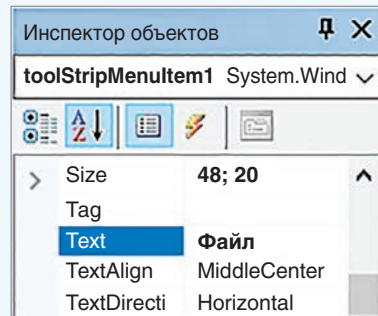 Инспектор объектов
toolStripMenuItem1 System.Wind
Size 48; 20
Tag
Text Файл
TextAlign MiddleCenter
TextDirecti Horizontal